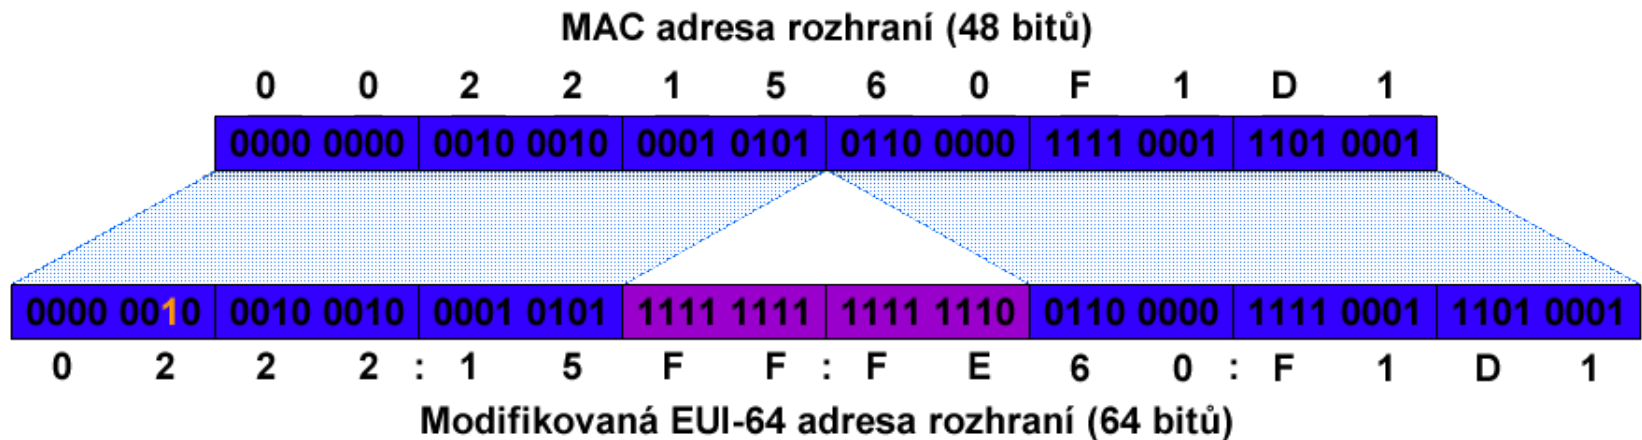 MAC adresa rozhraní (48 bitů)
0 0 2 2 1 5 6 0 F 1 D 1
0000 0000 0010 0010 0001 0101 0110 0000 1111 0001 1101 0001
0000 0010 0010 0010 0001 0101 1111 1111 1111 1110 0110 0000 1111 0001 1101 0001
0 2 2 2 : 1 5 F F : F E 6 0 : F 1 D 1
Modifikovaná EUI-64 adresa rozhraní (64 bitů)